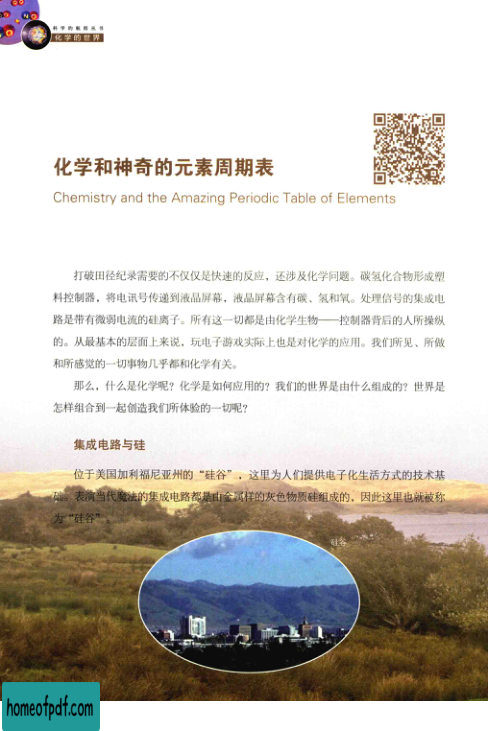 科学的眼睛丛书
化学的世界
化学和神奇的元素周期表
Chemistry and the Amazing Periodic Table of Elements
打破田径纪录需要的不仅仅是快速的反应，还涉及化学问题。碳氢化合物形成塑
料控制器，将电讯号传递到液晶屏幕，液晶屏幕含有碳、氢和氧。处理信号的集成电
路是带有微弱电流的硅离子。所有这一切都是由化学生物——控制器背后的人所操纵
的。从最基本的层面上来说，玩电子游戏实际上也是对化学的应用。我们所见、所做
和所感觉的一切事物几乎都和化学有关。
那么，什么是化学呢？化学是如何应用的？我们的世界是由什么组成的？世界是
怎样组合到一起创造我们所体验的一切呢？
集成电路与硅
位于美国加利福尼亚州的“硅谷”，这里为人们提供电子化生活方式的技术基
础。表演当代魔法的集成电路都是由金属样的灰色物质硅组成的，因此这里也就被称
为“硅谷”。
硅谷
homeofpdf.com